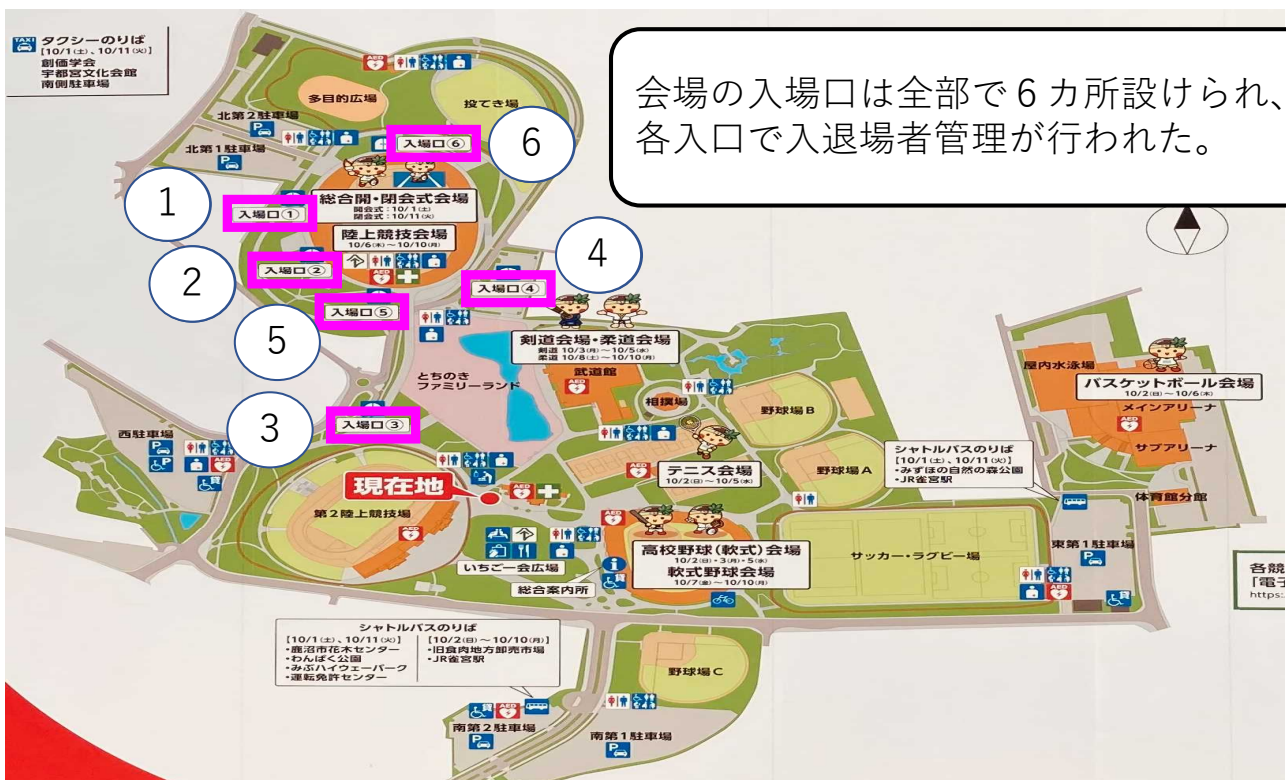 タクシーのりば
[10/1(土)、10/11(火)]
創価学会
宇都宮文化会館
南側駐車場
会場の入場口は全部で6カ所設けられ、
各入口で入退場者管理が行われた。
多目的広場
投てき場
北第2駐車場
北第1駐車場
入場口⑥
6
1
入場口①
総合開・閉会式会場
開会式:10/1(土)
閉会式:10/11(火)
陸上競技会場
10/6(木)~10/10(月)
2
入場口②
4
入場口④
5
入場口⑤
剣道会場・柔道会場
剣道 10/3(月)~10/5(水)
柔道 10/8(土)~10/10(月)
とちのき
ファミリーランド
武道館
相撲場
野球場B
屋内水泳場
バスケットボール会場
10/2(日)~10/6(木)
メインアリーナ
サブアリーナ
体育館分館
3
入場口③
西駐車場
テニス会場
10/2(日)~10/5(水)
野球場A
シャトルバスのりば
[10/1(土)、10/11(火)]
・みずほの自然の森公園
・JR雀宮駅
現在地
第2陸上競技場
いちご一会広場
総合案内所
高校野球(軟式)会場
10/2(日)・3(月)・5(水)
軟式野球会場
10/7(金)~10/10(月)
サッカー・ラグビー場
東第1駐車場
各競
「電子
https:
シャトルバスのりば
[10/1(土)、10/11(火)]
・鹿沼市花木センター
・わんぱく公園
・みぶハイウェーパーク
・運転免許センター
[10/2(日)~10/10(月)]
・旧食肉地方卸売市場
・JR雀宮駅
野球場C
南第2駐車場
南第1駐車場